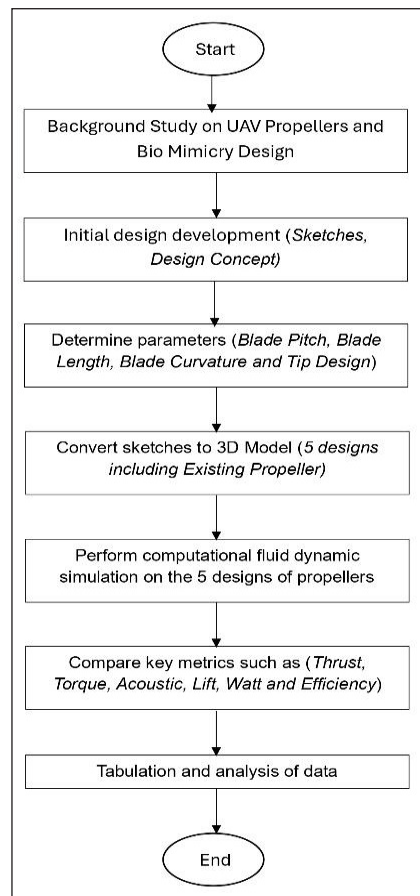 Start
Background Study on UAV Propellers and
Bio Mimicry Design
Initial design development (Sketches,
Design Concept)
Determine parameters (Blade Pitch, Blade
Length, Blade Curvature and Tip Design)
Convert sketches to 3D Model (5 designs
including Existing Propeller)
Perform computational fluid dynamic
simulation on the 5 designs of propellers
Compare key metrics such as (Thrust,
Torque, Acoustic, Lift, Watt and Efficiency)
Tabulation and analysis of data
End